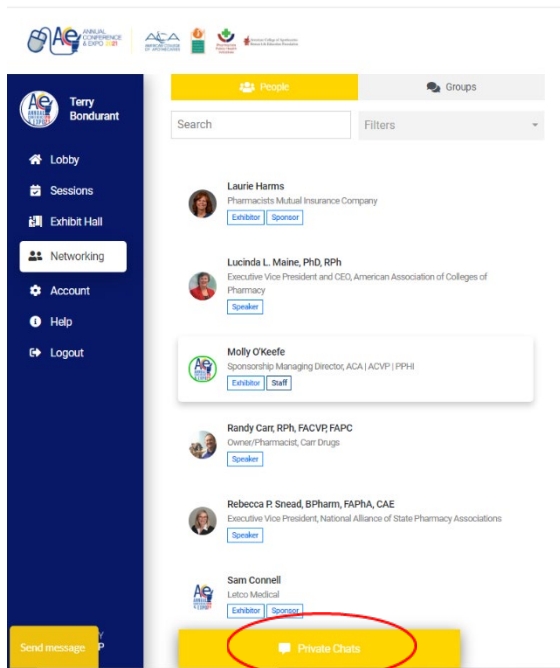 Ae ANNUAL
CONFERENCE
& EXPO 2021
ACA
AMERICAN COLLEGE
OF APOTHECARIES
Terry
Bondurant
Lobby
Sessions
Exhibit Hall
Networking
Account
Help
Logout
People
Groups
Search
Filters
Laurie Harms
Pharmacists Mutual Insurance Company
Exhibitor Sponsor
Lucinda L. Maine, PhD, RPh
Executive Vice President and CEO, American Association of Colleges of
Pharmacy
Speaker
Molly O'Keefe
Sponsorship Managing Director, ACA | ACVP | PPHI
Exhibitor Staff
Randy Carr, RPh, FACVP, FAPC
Owner/Pharmacist, Carr Drugs
Speaker
Rebecca P. Snead, BPharm, FAPhA, CAE
Executive Vice President, National Alliance of State Pharmacy Associations
Speaker
Sam Connell
Letco Medical
Exhibitor Sponsor
Send message
Y
P
Private Chats